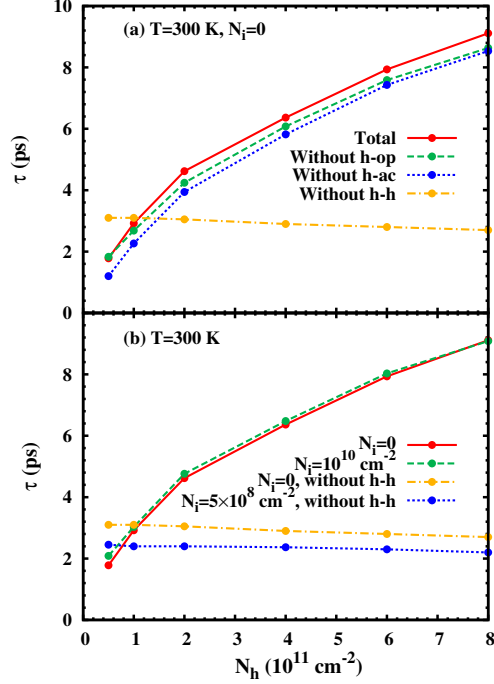 (a) T=300 K, N_i=0
10
8
6
4
2
0
τ (ps)
Total
Without h-op
Without h-ac
Without h-h
(b) T=300 K
8
6
4
2
0
τ (ps)
N_i=0
N_i=10^10 cm^-2
N_i=0, without h-h
N_i=5×10^8 cm^-2, without h-h
0 1 2 3 4 5 6 7 8
N_h (10^11 cm^-2)